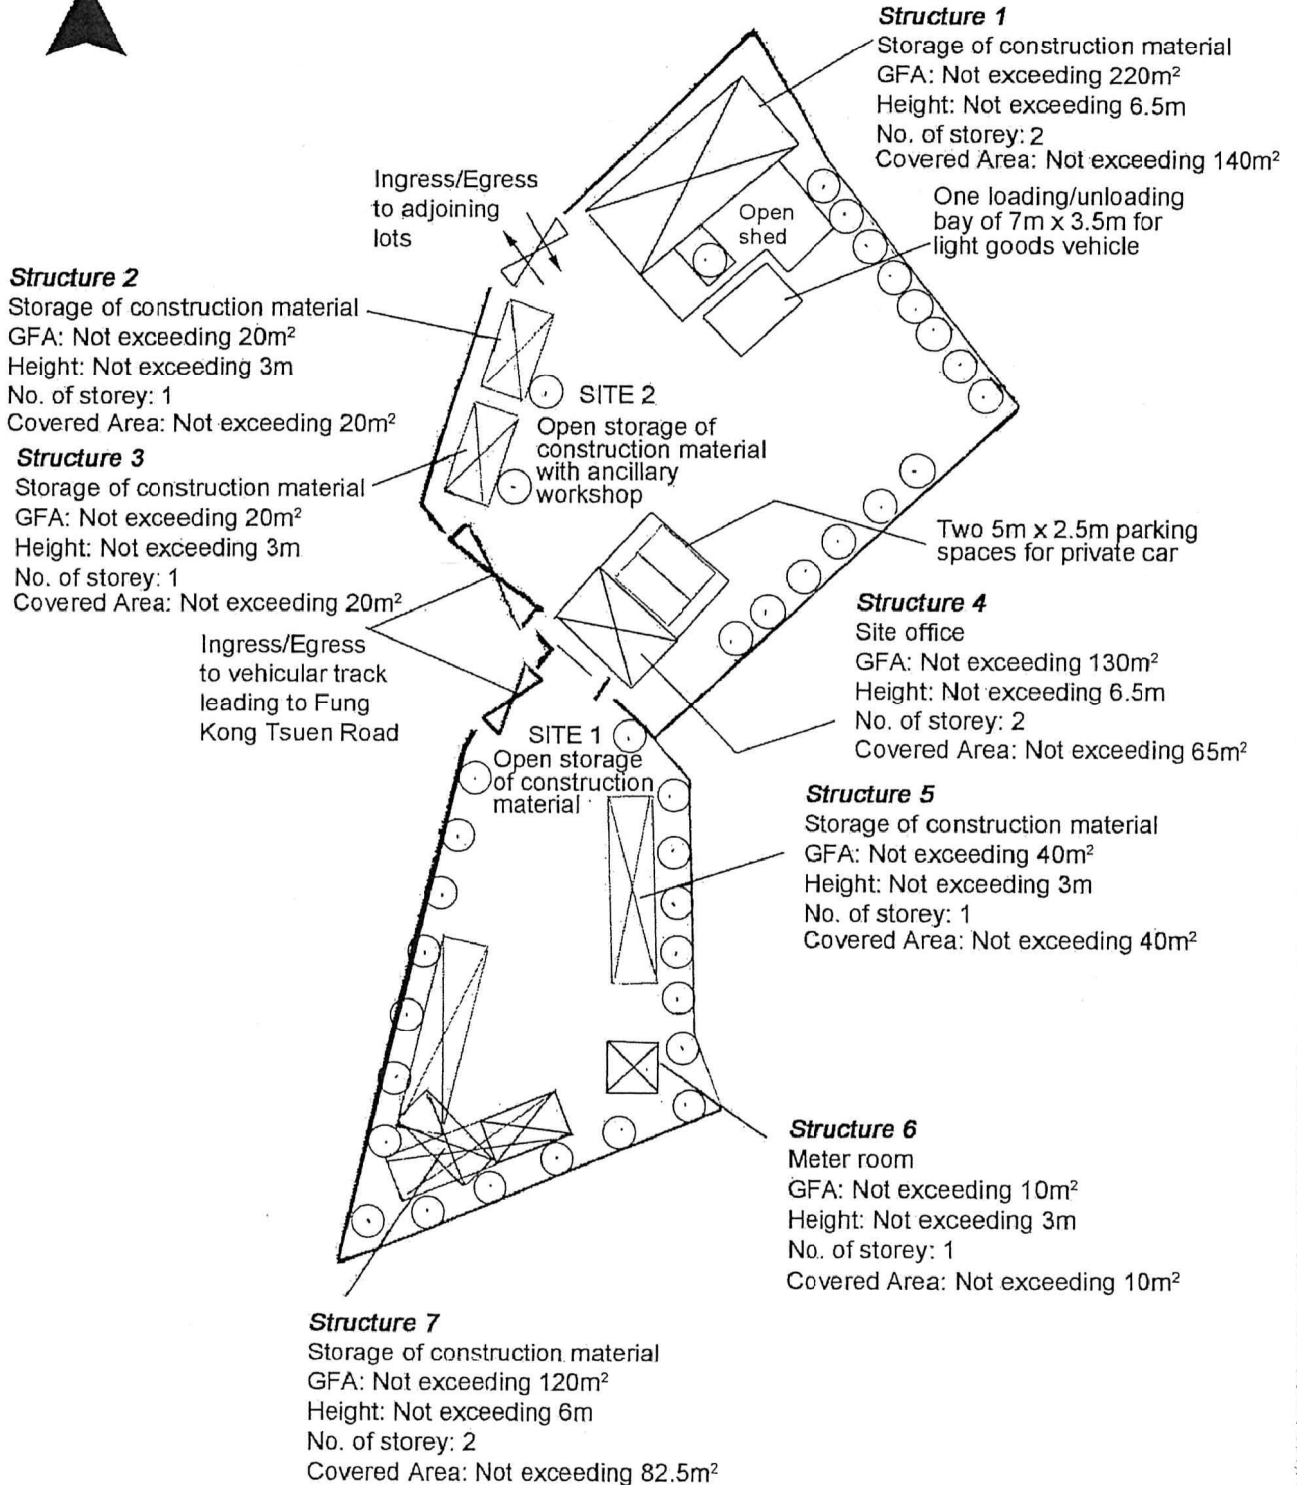 Structure 1
Storage of construction material
GFA: Not exceeding 220m²
Height: Not exceeding 6.5m
No. of storey: 2
Covered Area: Not exceeding 140m²
One loading/unloading
bay of 7m x 3.5m for
light goods vehicle
Open
shed
Ingress/Egress
to adjoining
lots
Structure 2
Storage of construction material
GFA: Not exceeding 20m²
Height: Not exceeding 3m
No. of storey: 1
Covered Area: Not exceeding 20m²
Structure 3
Storage of construction material
GFA: Not exceeding 20m²
Height: Not exceeding 3m
No. of storey: 1
Covered Area: Not exceeding 20m²
SITE 2
Open storage of
construction material
with ancillary
workshop
Two 5m x 2.5m parking
spaces for private car
Ingress/Egress
to vehicular track
leading to Fung
Kong Tsuen Road
Structure 4
Site office
GFA: Not exceeding 130m²
Height: Not exceeding 6.5m
No. of storey: 2
Covered Area: Not exceeding 65m²
SITE 1
Open storage
of construction
material
Structure 5
Storage of construction material
GFA: Not exceeding 40m²
Height: Not exceeding 3m
No. of storey: 1
Covered Area: Not exceeding 40m²
Structure 6
Meter room
GFA: Not exceeding 10m²
Height: Not exceeding 3m
No. of storey: 1
Covered Area: Not exceeding 10m²
Structure 7
Storage of construction material
GFA: Not exceeding 120m²
Height: Not exceeding 6m
No. of storey: 2
Covered Area: Not exceeding 82.5m²